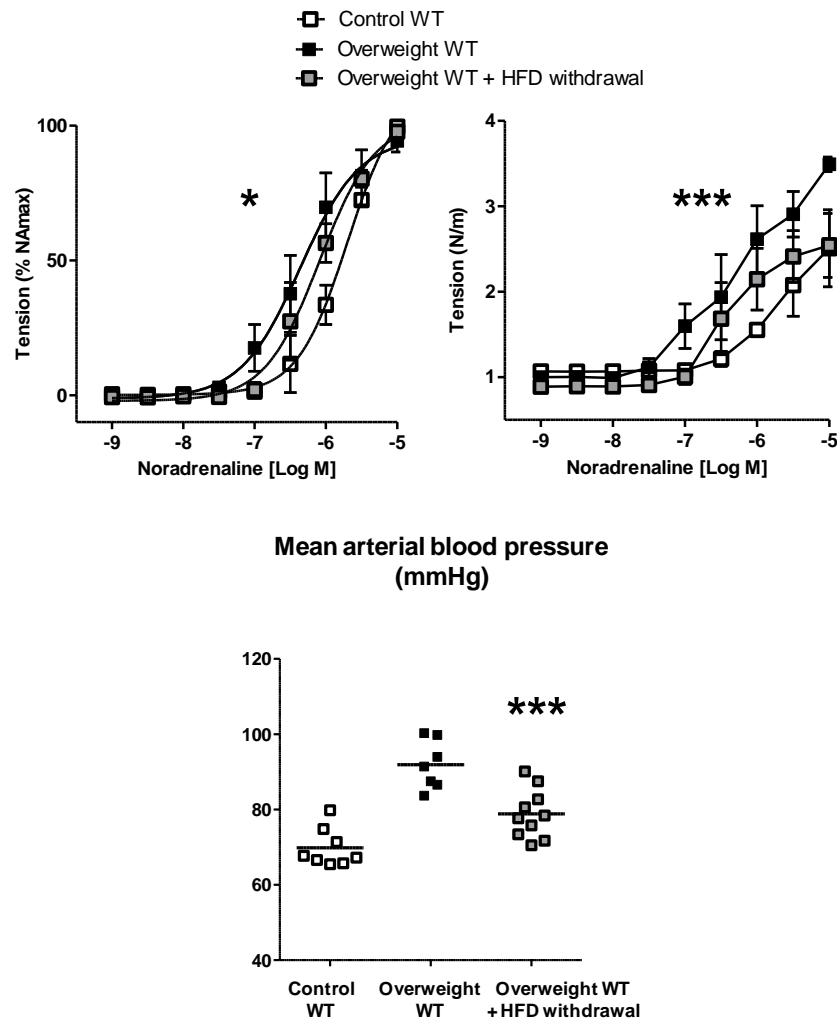 Control WT
Overweight WT
Overweight WT + HFD withdrawal
100
50
0
*
Tension (% NAmax)
-9 -8 -7 -6 -5
Noradrenaline [Log M]
4
3
2
1
***
Tension (N/m)
-9 -8 -7 -6 -5
Noradrenaline [Log M]
Mean arterial blood pressure
(mmHg)
120
100
80
60
40
***
Control
WT
Overweight
WT
Overweight WT
+ HFD withdrawal